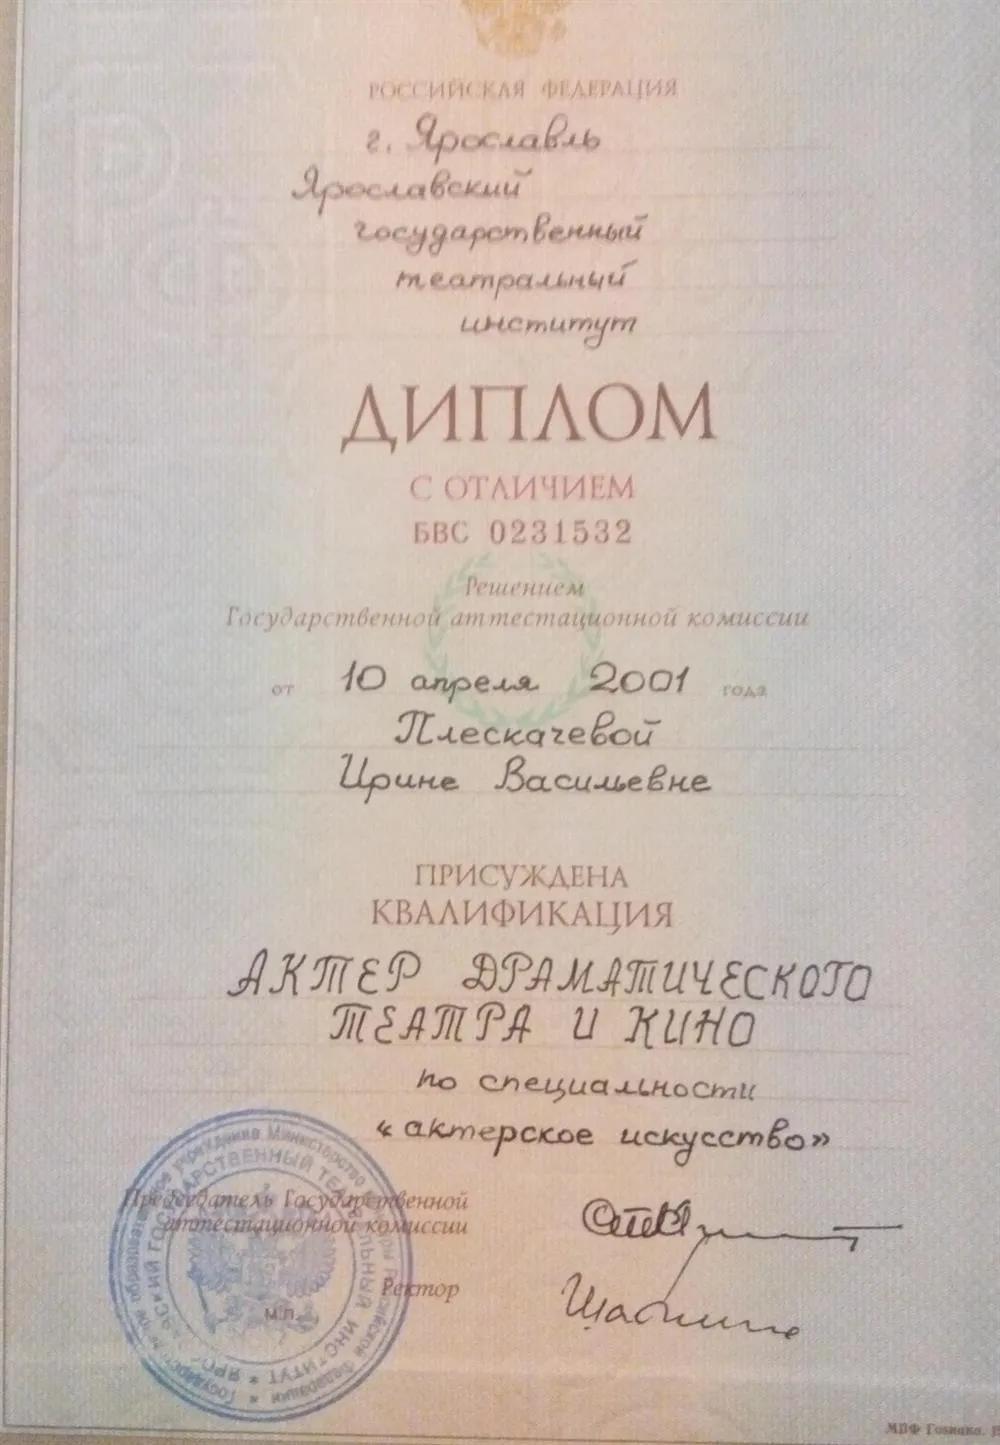 РОССИЙСКАЯ ФЕДЕРАЦИЯ
г. Ярославль
Ярославский
государственный
театральный
институт
ДИПЛОМ
С ОТЛИЧИЕМ
БВС 0231532
Решением
Государственной аттестационной комиссии
от 10 апреля 2001 года
Плескачевой
Ирине Васильевне
ПРИСУЖДЕНА
КВАЛИФИКАЦИЯ
АКТЕР ДРАМАТИЧЕСКОГО
ТЕАТРА И КИНО
по специальности
«актерское искусство»
Председатель Государственной
аттестационной комиссии
Ректор
М.П.
МПФ Гознака.